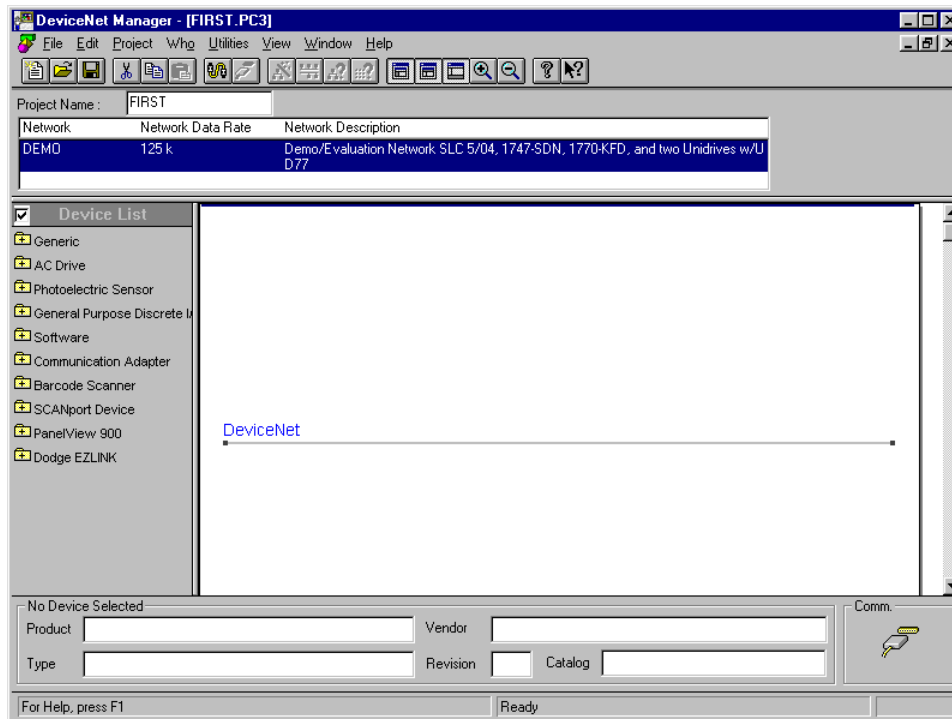 DeviceNet Manager - [FIRST.PC3]
File Edit Project Who Utilities View Window Help
Project Name : FIRST
Network Network Data Rate Network Description
DEMO 125 k Demo/Evaluation Network SLC 5/04, 1747-SDN, 1770-KFD, and two Unidrives w/U
D77
Device List
Generic
AC Drive
Photoelectric Sensor
General Purpose Discrete I/
Software
Communication Adapter
Barcode Scanner
SCANport Device
PanelView 900
Dodge EZLINK
DeviceNet
No Device Selected
Comm.
Product Vendor
Type Revision Catalog
For Help, press F1 Ready